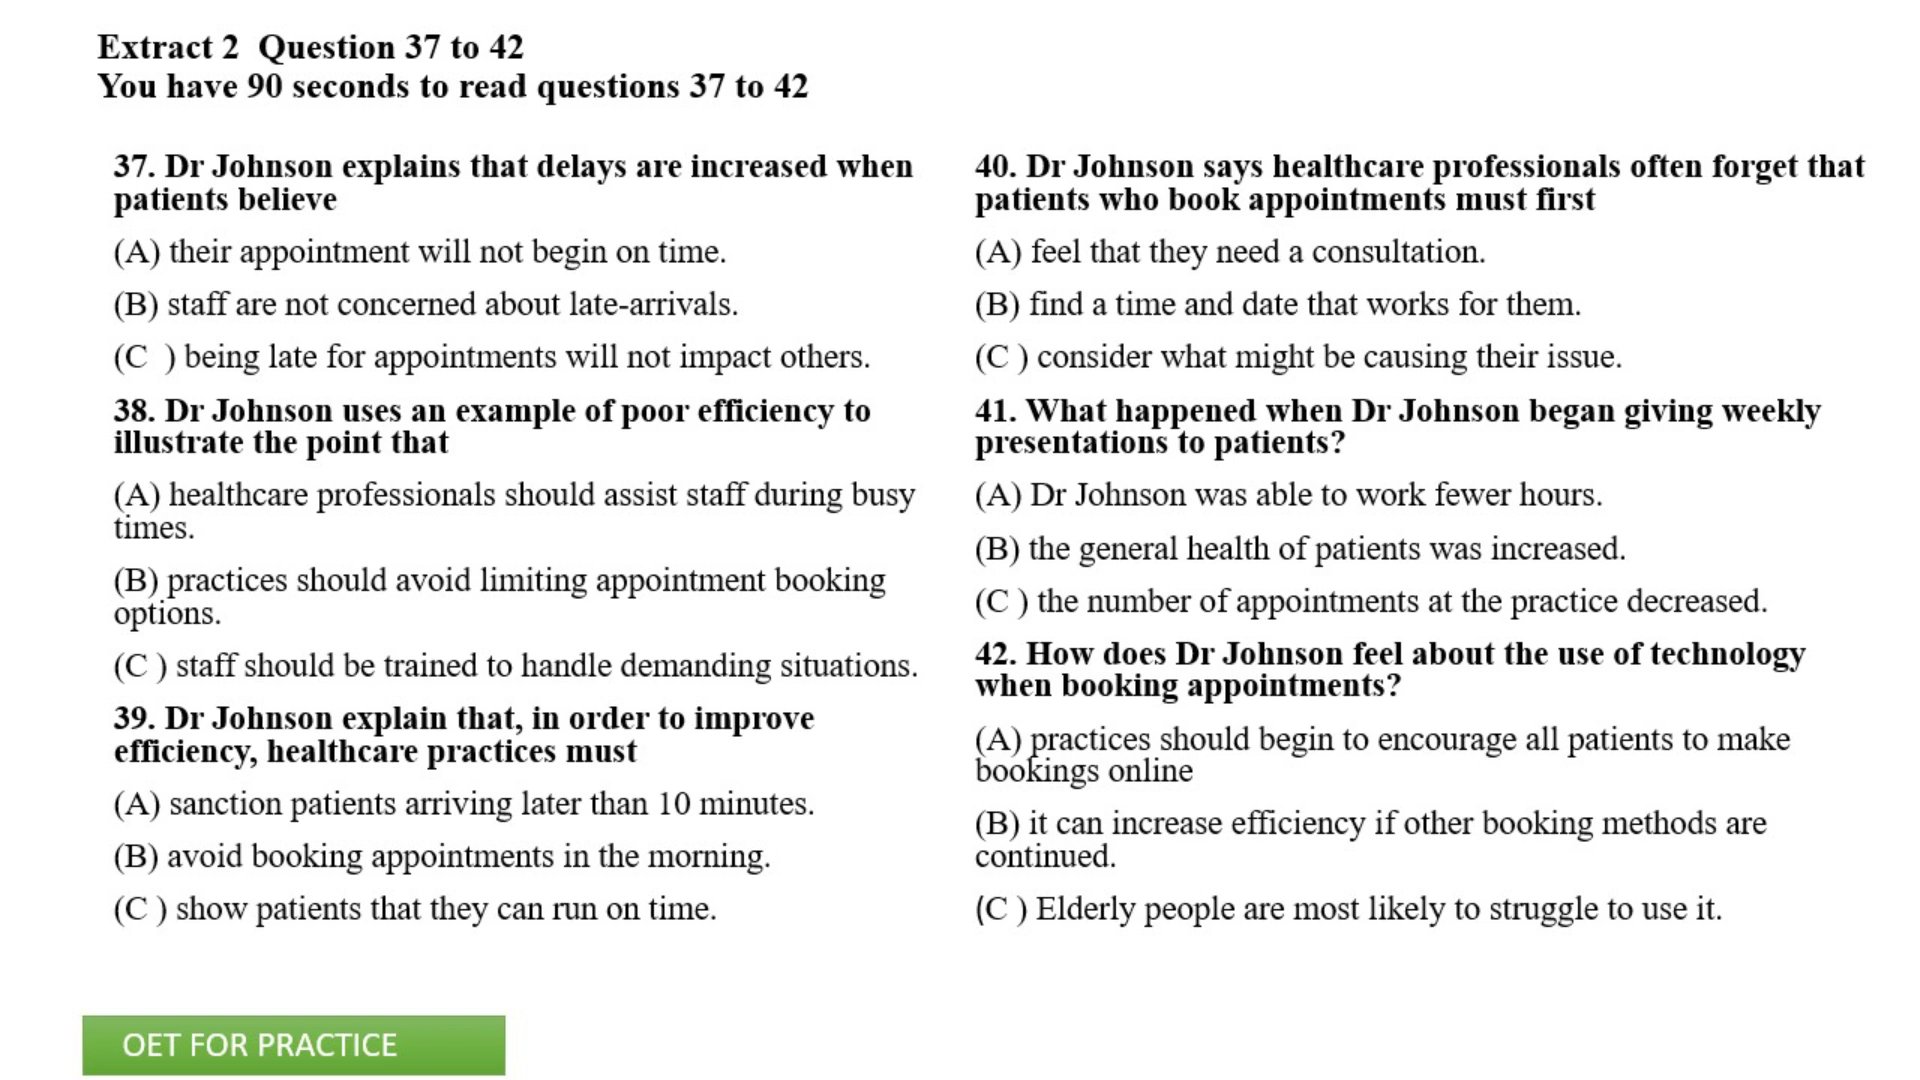 Extract 2  Question 37 to 42
You have 90 seconds to read questions 37 to 42
37. Dr Johnson explains that delays are increased when
patients believe
(A) their appointment will not begin on time.
(B) staff are not concerned about late-arrivals.
(C  ) being late for appointments will not impact others.
38. Dr Johnson uses an example of poor efficiency to
illustrate the point that
(A) healthcare professionals should assist staff during busy
times.
(B) practices should avoid limiting appointment booking
options.
(C ) staff should be trained to handle demanding situations.
39. Dr Johnson explain that, in order to improve
efficiency, healthcare practices must
(A) sanction patients arriving later than 10 minutes.
(B) avoid booking appointments in the morning.
(C ) show patients that they can run on time.
40. Dr Johnson says healthcare professionals often forget that
patients who book appointments must first
(A) feel that they need a consultation.
(B) find a time and date that works for them.
(C ) consider what might be causing their issue.
41. What happened when Dr Johnson began giving weekly
presentations to patients?
(A) Dr Johnson was able to work fewer hours.
(B) the general health of patients was increased.
(C ) the number of appointments at the practice decreased.
42. How does Dr Johnson feel about the use of technology
when booking appointments?
(A) practices should begin to encourage all patients to make
bookings online
(B) it can increase efficiency if other booking methods are
continued.
(C ) Elderly people are most likely to struggle to use it.
OET FOR PRACTICE